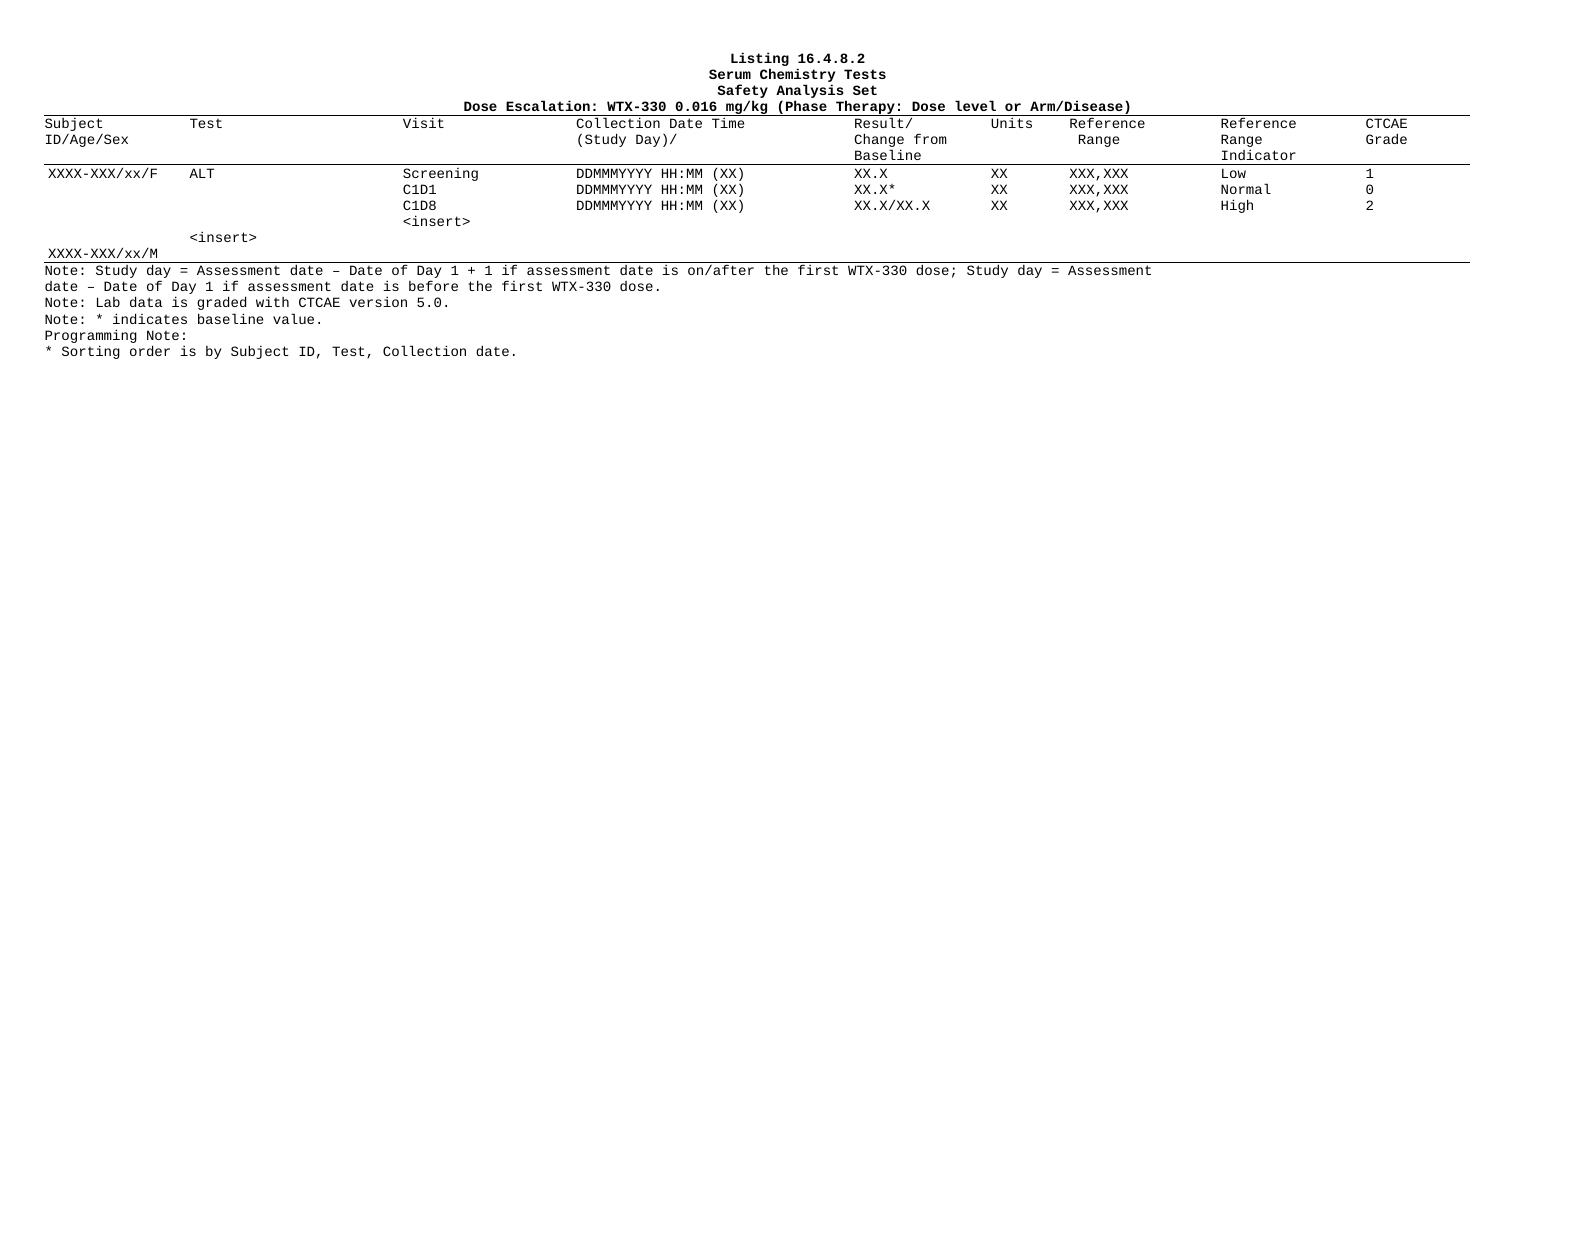 Listing 16.4.8.2
Serum Chemistry Tests
Safety Analysis Set
Dose Escalation: WTX-330 0.016 mg/kg (Phase Therapy: Dose level or Arm/Disease)
Subject Test Visit Collection Date Time Result/ Units Reference Reference CTCAE
ID/Age/Sex (Study Day)/ Change from Range Range Grade
Baseline Indicator
XXXX-XXX/xx/F ALT Screening DDMMMYYYY HH:MM (XX) XX.X XX XXX,XXX Low 1
C1D1 DDMMMYYYY HH:MM (XX) XX.X* XX XXX,XXX Normal 0
C1D8 DDMMMYYYY HH:MM (XX) XX.X/XX.X XX XXX,XXX High 2
<insert>
<insert>
XXXX-XXX/xx/M
Note: Study day = Assessment date – Date of Day 1 + 1 if assessment date is on/after the first WTX-330 dose; Study day = Assessment
date – Date of Day 1 if assessment date is before the first WTX-330 dose.
Note: Lab data is graded with CTCAE version 5.0.
Note: * indicates baseline value.
Programming Note:
* Sorting order is by Subject ID, Test, Collection date.